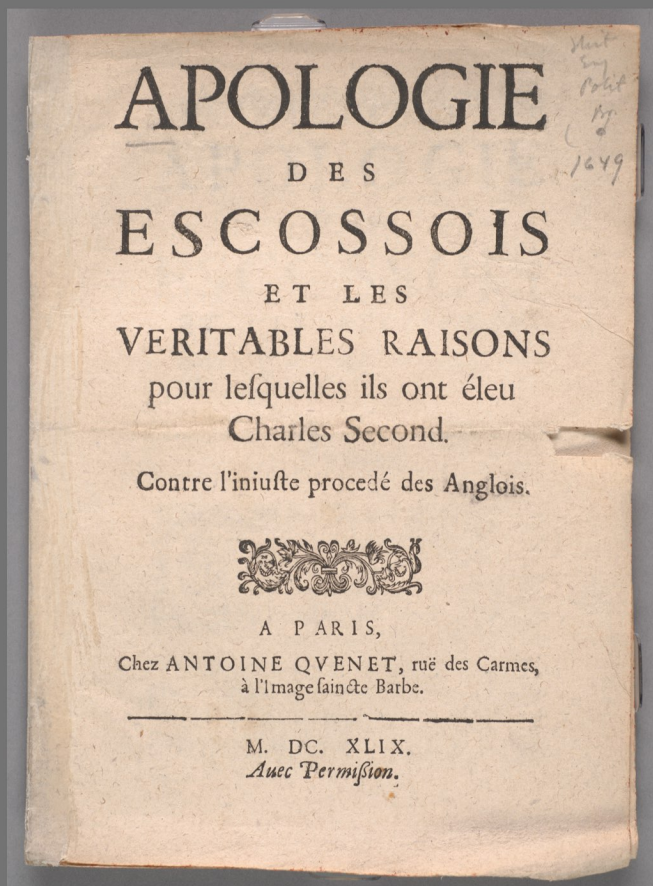 APOLOGIE
DES
ESCOSSOIS
ET LES
VERITABLES RAISONS
pour leſquelles ils ont éleu
Charles Second.
Contre l'iniuſte procedé des Anglois.
A PARIS,
Chez ANTOINE QVENET, ruë des Carmes,
à l'Image ſaincte Barbe.
M. DC. XLIX.
Auec Permiſſion.
1649